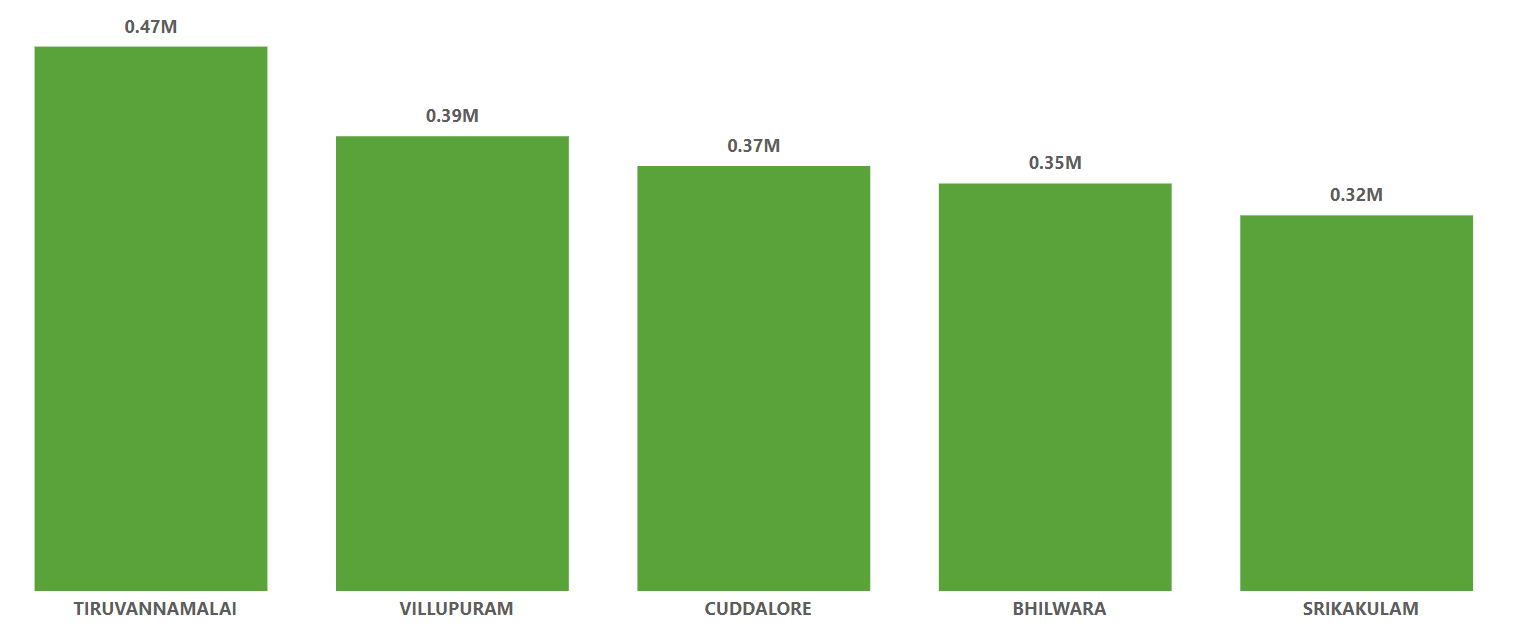 0.47M
0.39M
0.37M
0.35M
0.32M
TIRUVANNAMALAI VILLUPURAM CUDDALORE BHILWARA SRIKAKULAM